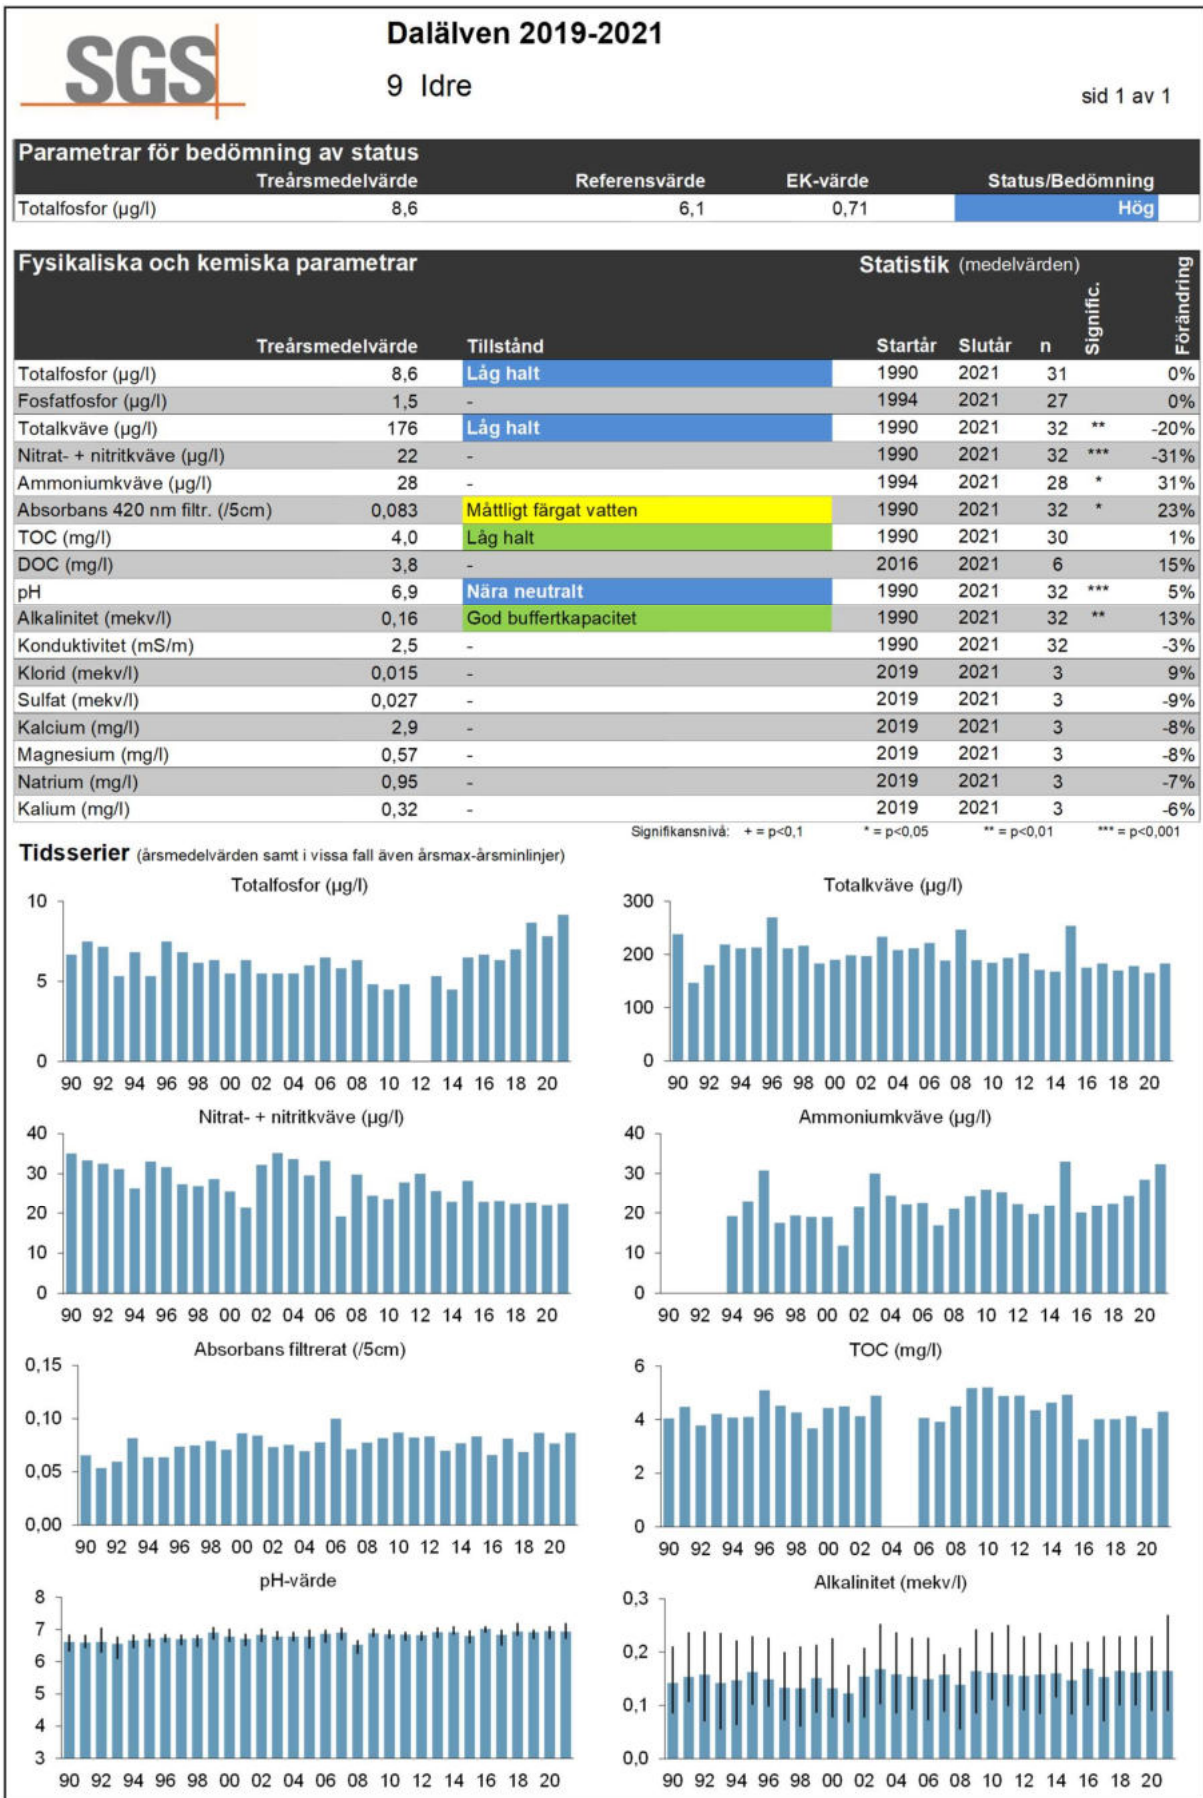 SGS
Dalälven 2019-2021
9 Idre
sid 1 av 1
Parametrar för bedömning av status
Treårsmedelvärde Referensvärde EK-värde Status/Bedömning
Totalfosfor (µg/l) 8,6 6,1 0,71 Hög
Fysikaliska och kemiska parametrar Statistik (medelvärden)
Treårsmedelvärde Tillstånd Startår Slutår n Signific. Förändring
Totalfosfor (µg/l) 8,6 Låg halt 1990 2021 31 0%
Fosfatfosfor (µg/l) 1,5 - 1994 2021 27 0%
Totalkväve (µg/l) 176 Låg halt 1990 2021 32 ** -20%
Nitrat- + nitritkväve (µg/l) 22 - 1990 2021 32 *** -31%
Ammoniumkväve (µg/l) 28 - 1994 2021 28 * 31%
Absorbans 420 nm filtr. (/5cm) 0,083 Måttligt färgat vatten 1990 2021 32 * 23%
TOC (mg/l) 4,0 Låg halt 1990 2021 30 1%
DOC (mg/l) 3,8 - 2016 2021 6 15%
pH 6,9 Nära neutralt 1990 2021 32 *** 5%
Alkalinitet (mekv/l) 0,16 God buffertkapacitet 1990 2021 32 ** 13%
Konduktivitet (mS/m) 2,5 - 1990 2021 32 -3%
Klorid (mekv/l) 0,015 - 2019 2021 3 9%
Sulfat (mekv/l) 0,027 - 2019 2021 3 -9%
Kalcium (mg/l) 2,9 - 2019 2021 3 -8%
Magnesium (mg/l) 0,57 - 2019 2021 3 -8%
Natrium (mg/l) 0,95 - 2019 2021 3 -7%
Kalium (mg/l) 0,32 - 2019 2021 3 -6%
Signifikansnivå: + = p<0,1 * = p<0,05 ** = p<0,01 *** = p<0,001
Tidsserier (årsmedelvärden samt i vissa fall även årsmax-årsminlinjer)
Totalfosfor (µg/l)
10
5
0
90 92 94 96 98 00 02 04 06 08 10 12 14 16 18 20
Totalkväve (µg/l)
300
200
100
0
90 92 94 96 98 00 02 04 06 08 10 12 14 16 18 20
Nitrat- + nitritkväve (µg/l)
40
30
20
10
0
90 92 94 96 98 00 02 04 06 08 10 12 14 16 18 20
Ammoniumkväve (µg/l)
40
30
20
10
0
90 92 94 96 98 00 02 04 06 08 10 12 14 16 18 20
Absorbans filtrerat (/5cm)
0,15
0,10
0,05
0,00
90 92 94 96 98 00 02 04 06 08 10 12 14 16 18 20
TOC (mg/l)
6
4
2
0
90 92 94 96 98 00 02 04 06 08 10 12 14 16 18 20
pH-värde
8
7
6
5
4
3
90 92 94 96 98 00 02 04 06 08 10 12 14 16 18 20
Alkalinitet (mekv/l)
0,3
0,2
0,1
0,0
90 92 94 96 98 00 02 04 06 08 10 12 14 16 18 20